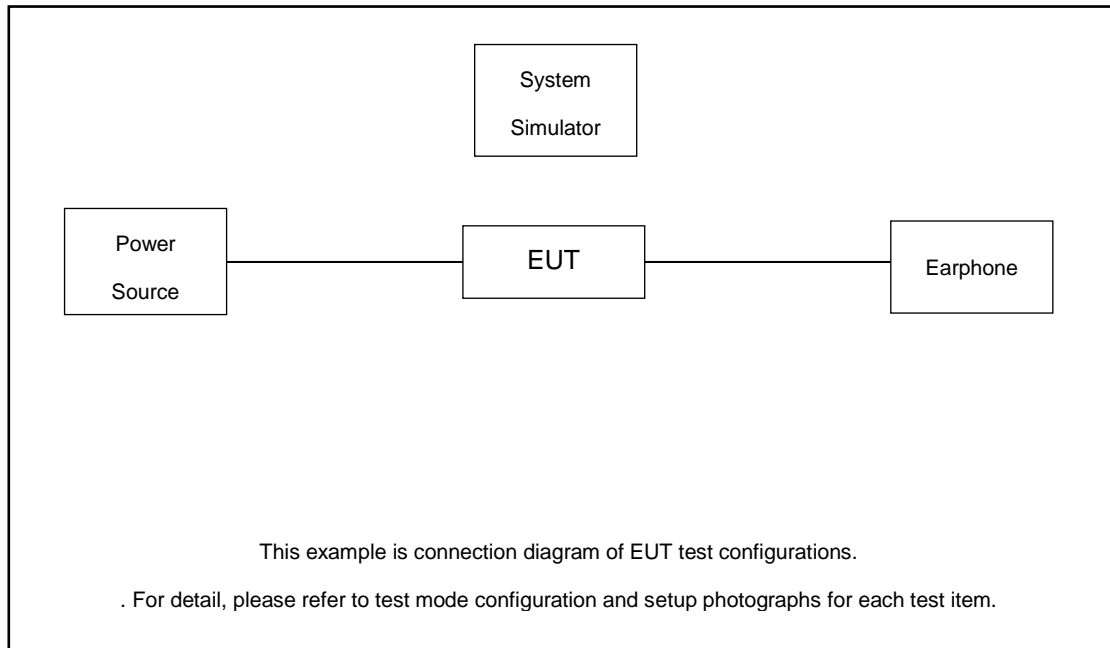 System
Simulator
Power
Source
EUT
Earphone
This example is connection diagram of EUT test configurations.
. For detail, please refer to test mode configuration and setup photographs for each test item.